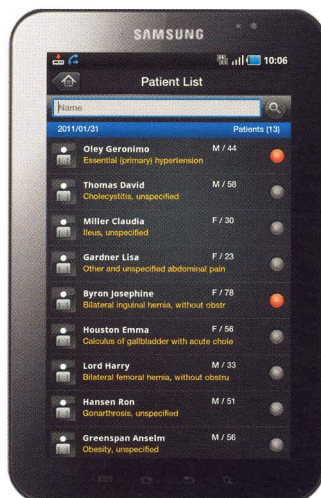 SAMSUNG
10:06
Patient List
Name
2011/01/31 Patients (13)
Oley Geronimo M / 44
Essential (primary) hypertension
Thomas David M / 58
Cholecystitis, unspecified
Miller Claudia F / 30
Ileus, unspecified
Gardner Lisa F / 23
Other and unspecified abdominal pain
Byron Josephine F / 78
Bilateral inguinal hernia, without obstr
Houston Emma F / 56
Calculus of gallbladder with acute chole
Lord Harry M / 33
Bilateral femoral hernia, without obstru
Hansen Ron M / 51
Gonarthrosis, unspecified
Greenspan Anselm M / 56
Obesity, unspecified